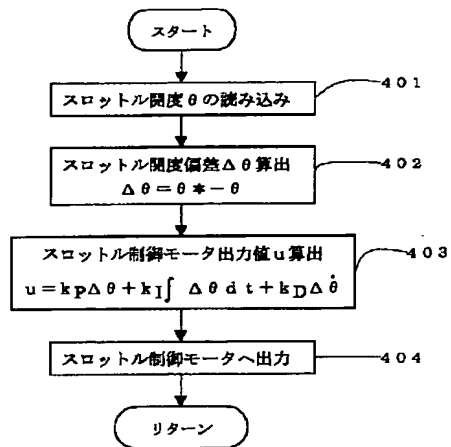 スタート
スロットル開度θの読み込み
401
スロットル開度偏差Δθ算出
Δθ=θ*-θ
402
スロットル制御モータ出力値u算出
u=kPΔθ+kI∫ Δθdt+kDΔθ̇
403
スロットル制御モータへ出力
404
リターン